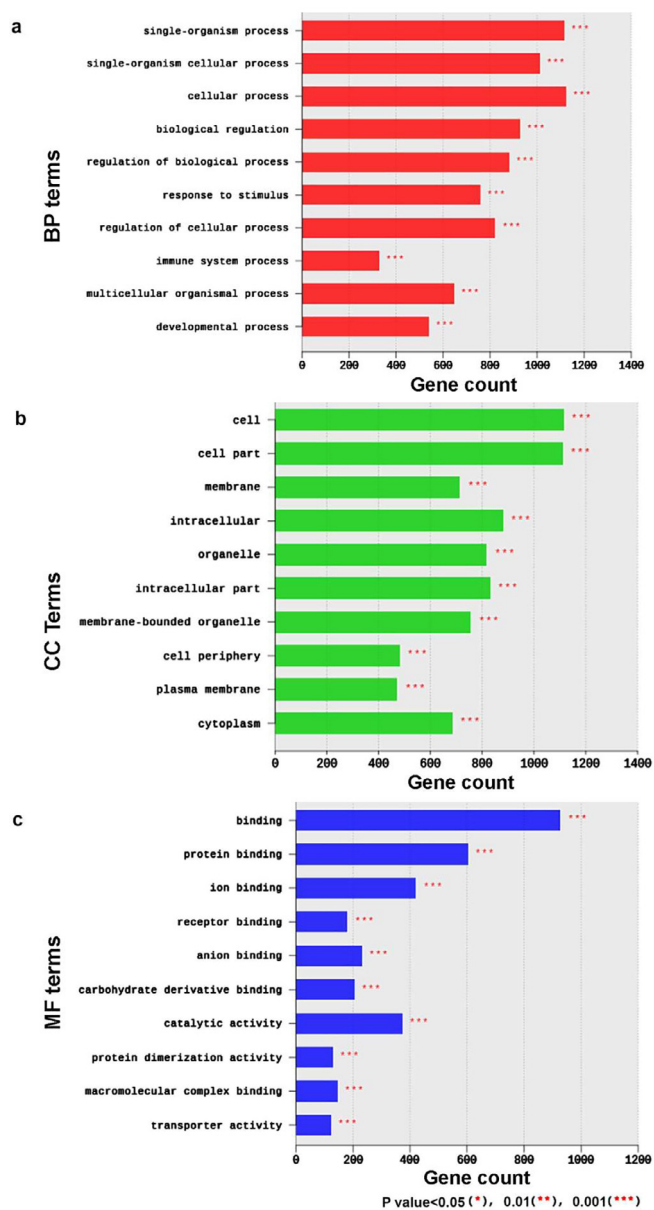 a
BP terms
single-organism process ***
single-organism cellular process ***
cellular process ***
biological regulation ***
regulation of biological process ***
response to stimulus ***
regulation of cellular process ***
immune system process ***
multicellular organismal process ***
developmental process ***
0 200 400 600 800 1000 1200 1400
Gene count
b
CC Terms
cell ***
cell part ***
membrane ***
intracellular ***
organelle ***
intracellular part ***
membrane-bounded organelle ***
cell periphery ***
plasma membrane ***
cytoplasm ***
0 200 400 600 800 1000 1200 1400
Gene count
c
MF terms
binding ***
protein binding ***
ion binding ***
receptor binding ***
anion binding ***
carbohydrate derivative binding ***
catalytic activity ***
protein dimerization activity ***
macromolecular complex binding ***
transporter activity ***
0 200 400 600 800 1000 1200
Gene count
P value<0.05(*), 0.01(**), 0.001(***)